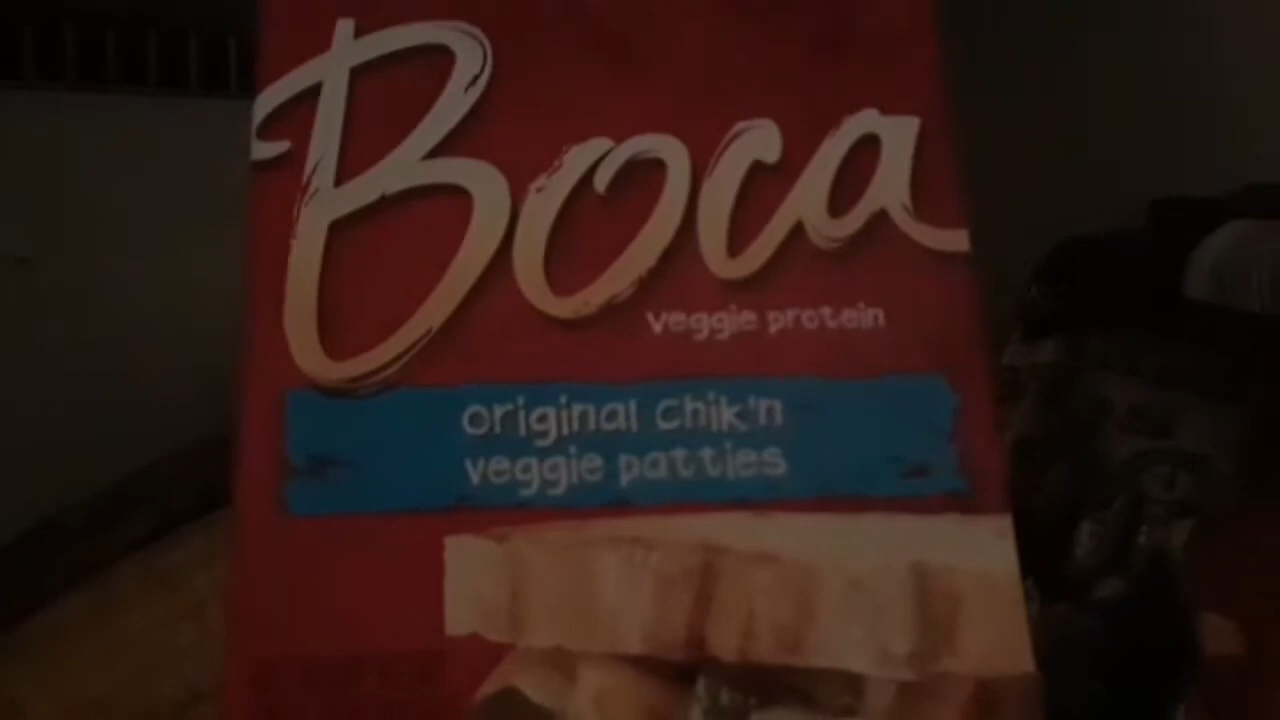 Boca
veggie protein
original chik'n
veggie patties